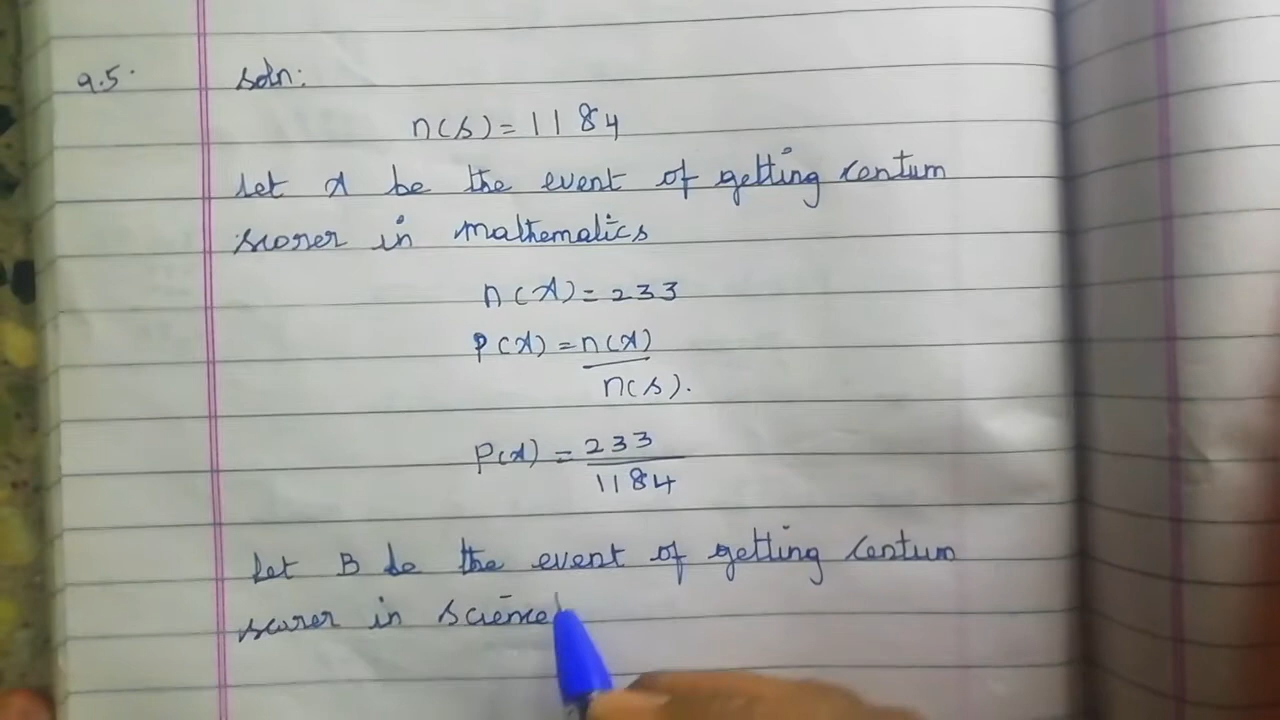 9.5. Soln:
n(S) = 1184
Let A be the event of getting centum
scorer in mathematics
n(A) = 233
P(A) = n(A)
n(S).
P(A) = 233
1184
Let B be the event of getting centum
scorer in science